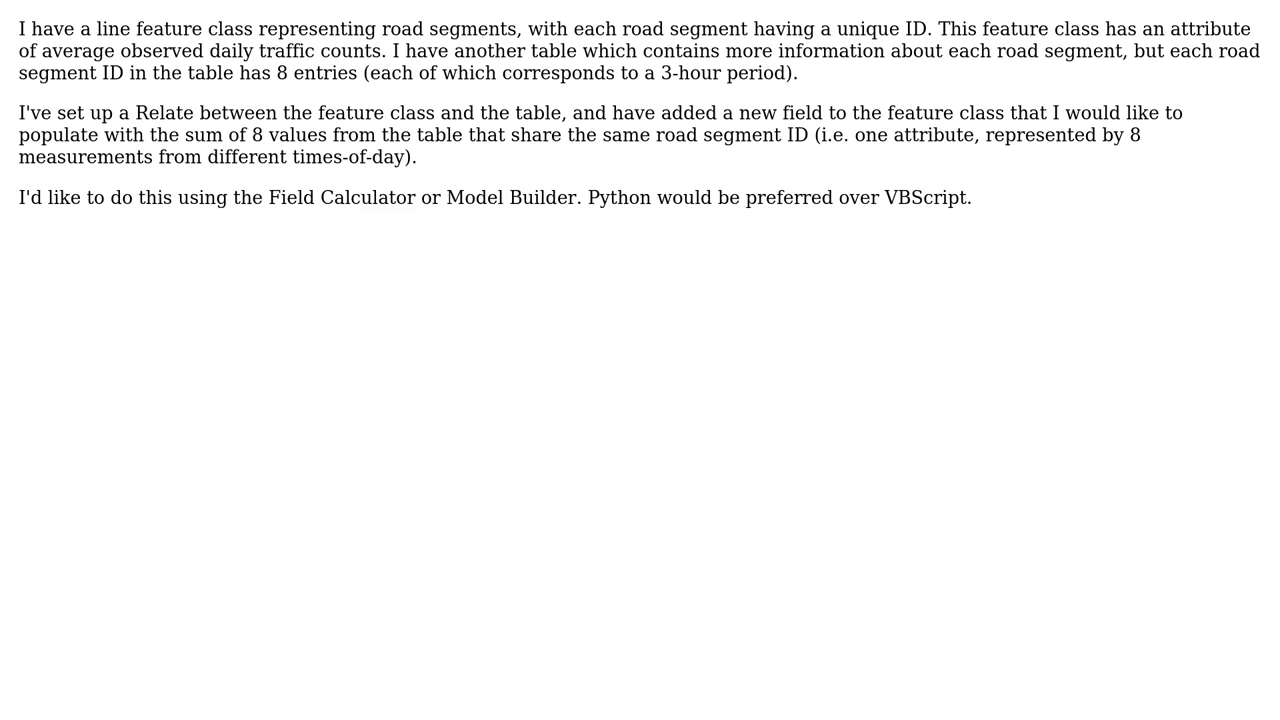 I have a line feature class representing road segments, with each road segment having a unique ID. This feature class has an attribute
of average observed daily traffic counts. I have another table which contains more information about each road segment, but each road
segment ID in the table has 8 entries (each of which corresponds to a 3-hour period).
I've set up a Relate between the feature class and the table, and have added a new field to the feature class that I would like to
populate with the sum of 8 values from the table that share the same road segment ID (i.e. one attribute, represented by 8
measurements from different times-of-day).
I'd like to do this using the Field Calculator or Model Builder. Python would be preferred over VBScript.